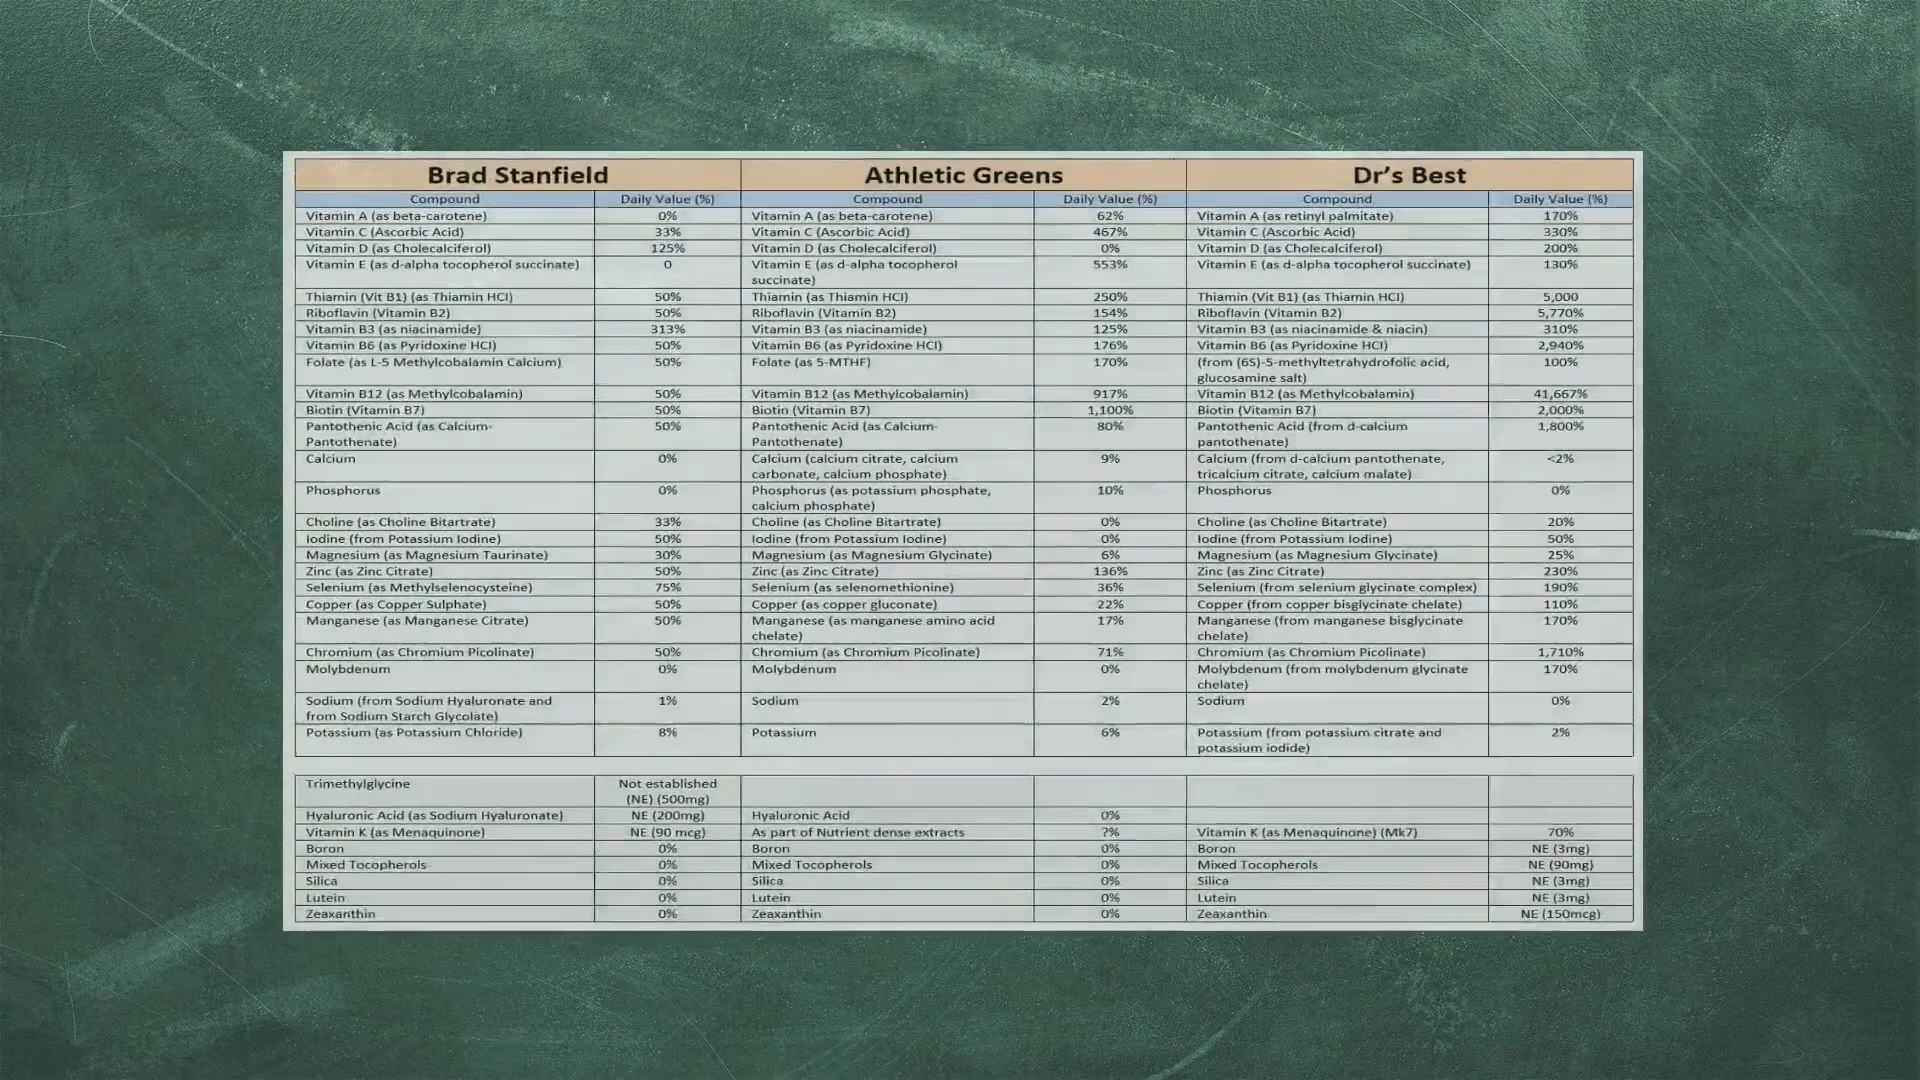 Brad Stanfield Athletic Greens Dr's Best
Compound Daily Value (%) Compound Daily Value (%) Compound Daily Value (%)
Vitamin A (as beta-carotene) 0% Vitamin A (as beta-carotene) 62% Vitamin A (as retinyl palmitate) 170%
Vitamin C (Ascorbic Acid) 33% Vitamin C (Ascorbic Acid) 467% Vitamin C (Ascorbic Acid) 330%
Vitamin D (as Cholecalciferol) 125% Vitamin D (as Cholecalciferol) 0% Vitamin D (as Cholecalciferol) 200%
Vitamin E (as d-alpha tocopherol succinate) 0 Vitamin E (as d-alpha tocopherol 553% Vitamin E (as d-alpha tocopherol succinate) 130%
succinate)
Thiamin (Vit B1) (as Thiamin HCI) 50% Thiamin (as Thiamin HCI) 250% Thiamin (Vit B1) (as Thiamin HCI) 5,000
Riboflavin (Vitamin B2) 50% Riboflavin (Vitamin B2) 154% Riboflavin (Vitamin B2) 5,770%
Vitamin B3 (as niacinamide) 313% Vitamin B3 (as niacinamide) 125% Vitamin B3 (as niacinamide & niacin) 310%
Vitamin B6 (as Pyridoxine HCI) 50% Vitamin B6 (as Pyridoxine HCI) 176% Vitamin B6 (as Pyridoxine HCI) 2,940%
Folate (as L-5 Methylcobalamin Calcium) 50% Folate (as 5-MTHF) 170% (from (6S)-5-methyltetrahydrofolic acid, 100%
glucosamine salt)
Vitamin B12 (as Methylcobalamin) 50% Vitamin B12 (as Methylcobalamin) 917% Vitamin B12 (as Methylcobalamin) 41,667%
Biotin (Vitamin B7) 50% Biotin (Vitamin B7) 1,100% Biotin (Vitamin B7) 2,000%
Pantothenic Acid (as Calcium- 50% Pantothenic Acid (as Calcium- 80% Pantothenic Acid (from d-calcium 1,800%
Pantothenate) Pantothenate) pantothenate)
Calcium 0% Calcium (calcium citrate, calcium 9% Calcium (from d-calcium pantothenate, <2%
carbonate, calcium phosphate) tricalcium citrate, calcium malate)
Phosphorus 0% Phosphorus (as potassium phosphate, 10% Phosphorus 0%
calcium phosphate)
Choline (as Choline Bitartrate) 33% Choline (as Choline Bitartrate) 0% Choline (as Choline Bitartrate) 20%
Iodine (from Potassium Iodine) 50% Iodine (from Potassium Iodine) 0% Iodine (from Potassium Iodine) 50%
Magnesium (as Magnesium Taurinate) 30% Magnesium (as Magnesium Glycinate) 6% Magnesium (as Magnesium Glycinate) 25%
Zinc (as Zinc Citrate) 50% Zinc (as Zinc Citrate) 136% Zinc (as Zinc Citrate) 230%
Selenium (as Methylselenocysteine) 75% Selenium (as selenomethionine) 36% Selenium (from selenium glycinate complex) 190%
Copper (as Copper Sulphate) 50% Copper (as copper gluconate) 22% Copper (from copper bisglycinate chelate) 110%
Manganese (as Manganese Citrate) 50% Manganese (as manganese amino acid 17% Manganese (from manganese bisglycinate 170%
chelate) chelate)
Chromium (as Chromium Picolinate) 50% Chromium (as Chromium Picolinate) 71% Chromium (as Chromium Picolinate) 1,710%
Molybdenum 0% Molybdenum 0% Molybdenum (from molybdenum glycinate 170%
chelate)
Sodium (from Sodium Hyaluronate and 1% Sodium 2% Sodium 0%
from Sodium Starch Glycolate)
Potassium (as Potassium Chloride) 8% Potassium 6% Potassium (from potassium citrate and 2%
potassium iodide)
Trimethylglycine Not established
(NE) (500mg)
Hyaluronic Acid (as Sodium Hyaluronate) NE (200mg) Hyaluronic Acid 0%
Vitamin K (as Menaquinone) NE (90 mcg) As part of Nutrient dense extracts ?% Vitamin K (as Menaquinone) (Mk7) 70%
Boron 0% Boron 0% Boron NE (3mg)
Mixed Tocopherols 0% Mixed Tocopherols 0% Mixed Tocopherols NE (90mg)
Silica 0% Silica 0% Silica NE (3mg)
Lutein 0% Lutein 0% Lutein NE (3mg)
Zeaxanthin 0% Zeaxanthin 0% Zeaxanthin NE (150mcg)